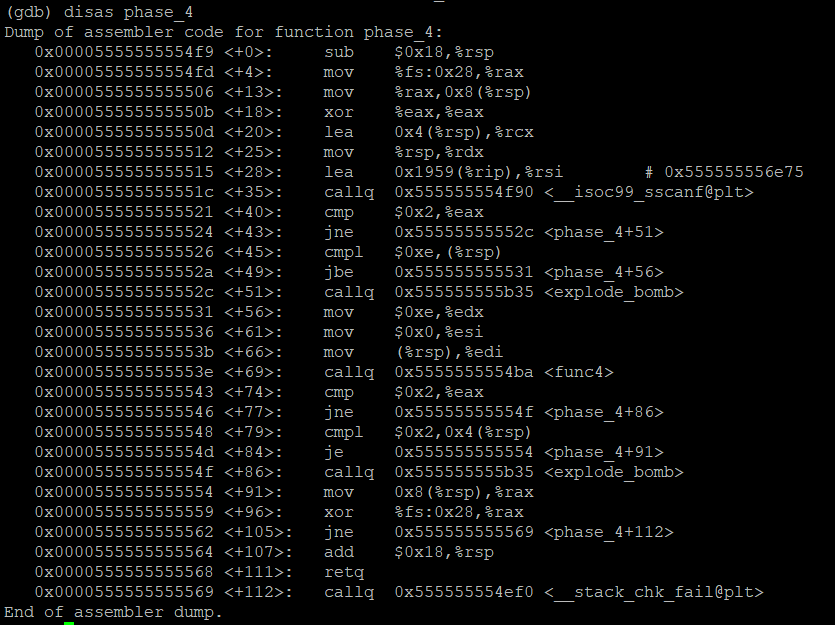 (gdb) disas phase_4
Dump of assembler code for function phase_4:
   0x00005555555554f9 <+0>:     sub    $0x18,%rsp
   0x00005555555554fd <+4>:     mov    %fs:0x28,%rax
   0x0000555555555506 <+13>:    mov    %rax,0x8(%rsp)
   0x000055555555550b <+18>:    xor    %eax,%eax
   0x000055555555550d <+20>:    lea    0x4(%rsp),%rcx
   0x0000555555555512 <+25>:    mov    %rsp,%rdx
   0x0000555555555515 <+28>:    lea    0x1959(%rip),%rsi        # 0x555555556e75
   0x000055555555551c <+35>:    callq  0x555555554f90 <__isoc99_sscanf@plt>
   0x0000555555555521 <+40>:    cmp    $0x2,%eax
   0x0000555555555524 <+43>:    jne    0x55555555552c <phase_4+51>
   0x0000555555555526 <+45>:    cmpl   $0xe,(%rsp)
   0x000055555555552a <+49>:    jbe    0x555555555531 <phase_4+56>
   0x000055555555552c <+51>:    callq  0x555555555b35 <explode_bomb>
   0x0000555555555531 <+56>:    mov    $0xe,%edx
   0x0000555555555536 <+61>:    mov    $0x0,%esi
   0x000055555555553b <+66>:    mov    (%rsp),%edi
   0x000055555555553e <+69>:    callq  0x5555555554ba <func4>
   0x0000555555555543 <+74>:    cmp    $0x2,%eax
   0x0000555555555546 <+77>:    jne    0x55555555554f <phase_4+86>
   0x0000555555555548 <+79>:    cmpl   $0x2,0x4(%rsp)
   0x000055555555554d <+84>:    je     0x555555555554 <phase_4+91>
   0x000055555555554f <+86>:    callq  0x555555555b35 <explode_bomb>
   0x0000555555555554 <+91>:    mov    0x8(%rsp),%rax
   0x0000555555555559 <+96>:    xor    %fs:0x28,%rax
   0x0000555555555562 <+105>:   jne    0x555555555569 <phase_4+112>
   0x0000555555555564 <+107>:   add    $0x18,%rsp
   0x0000555555555568 <+111>:   retq
   0x0000555555555569 <+112>:   callq  0x555555554ef0 <__stack_chk_fail@plt>
End of assembler dump.